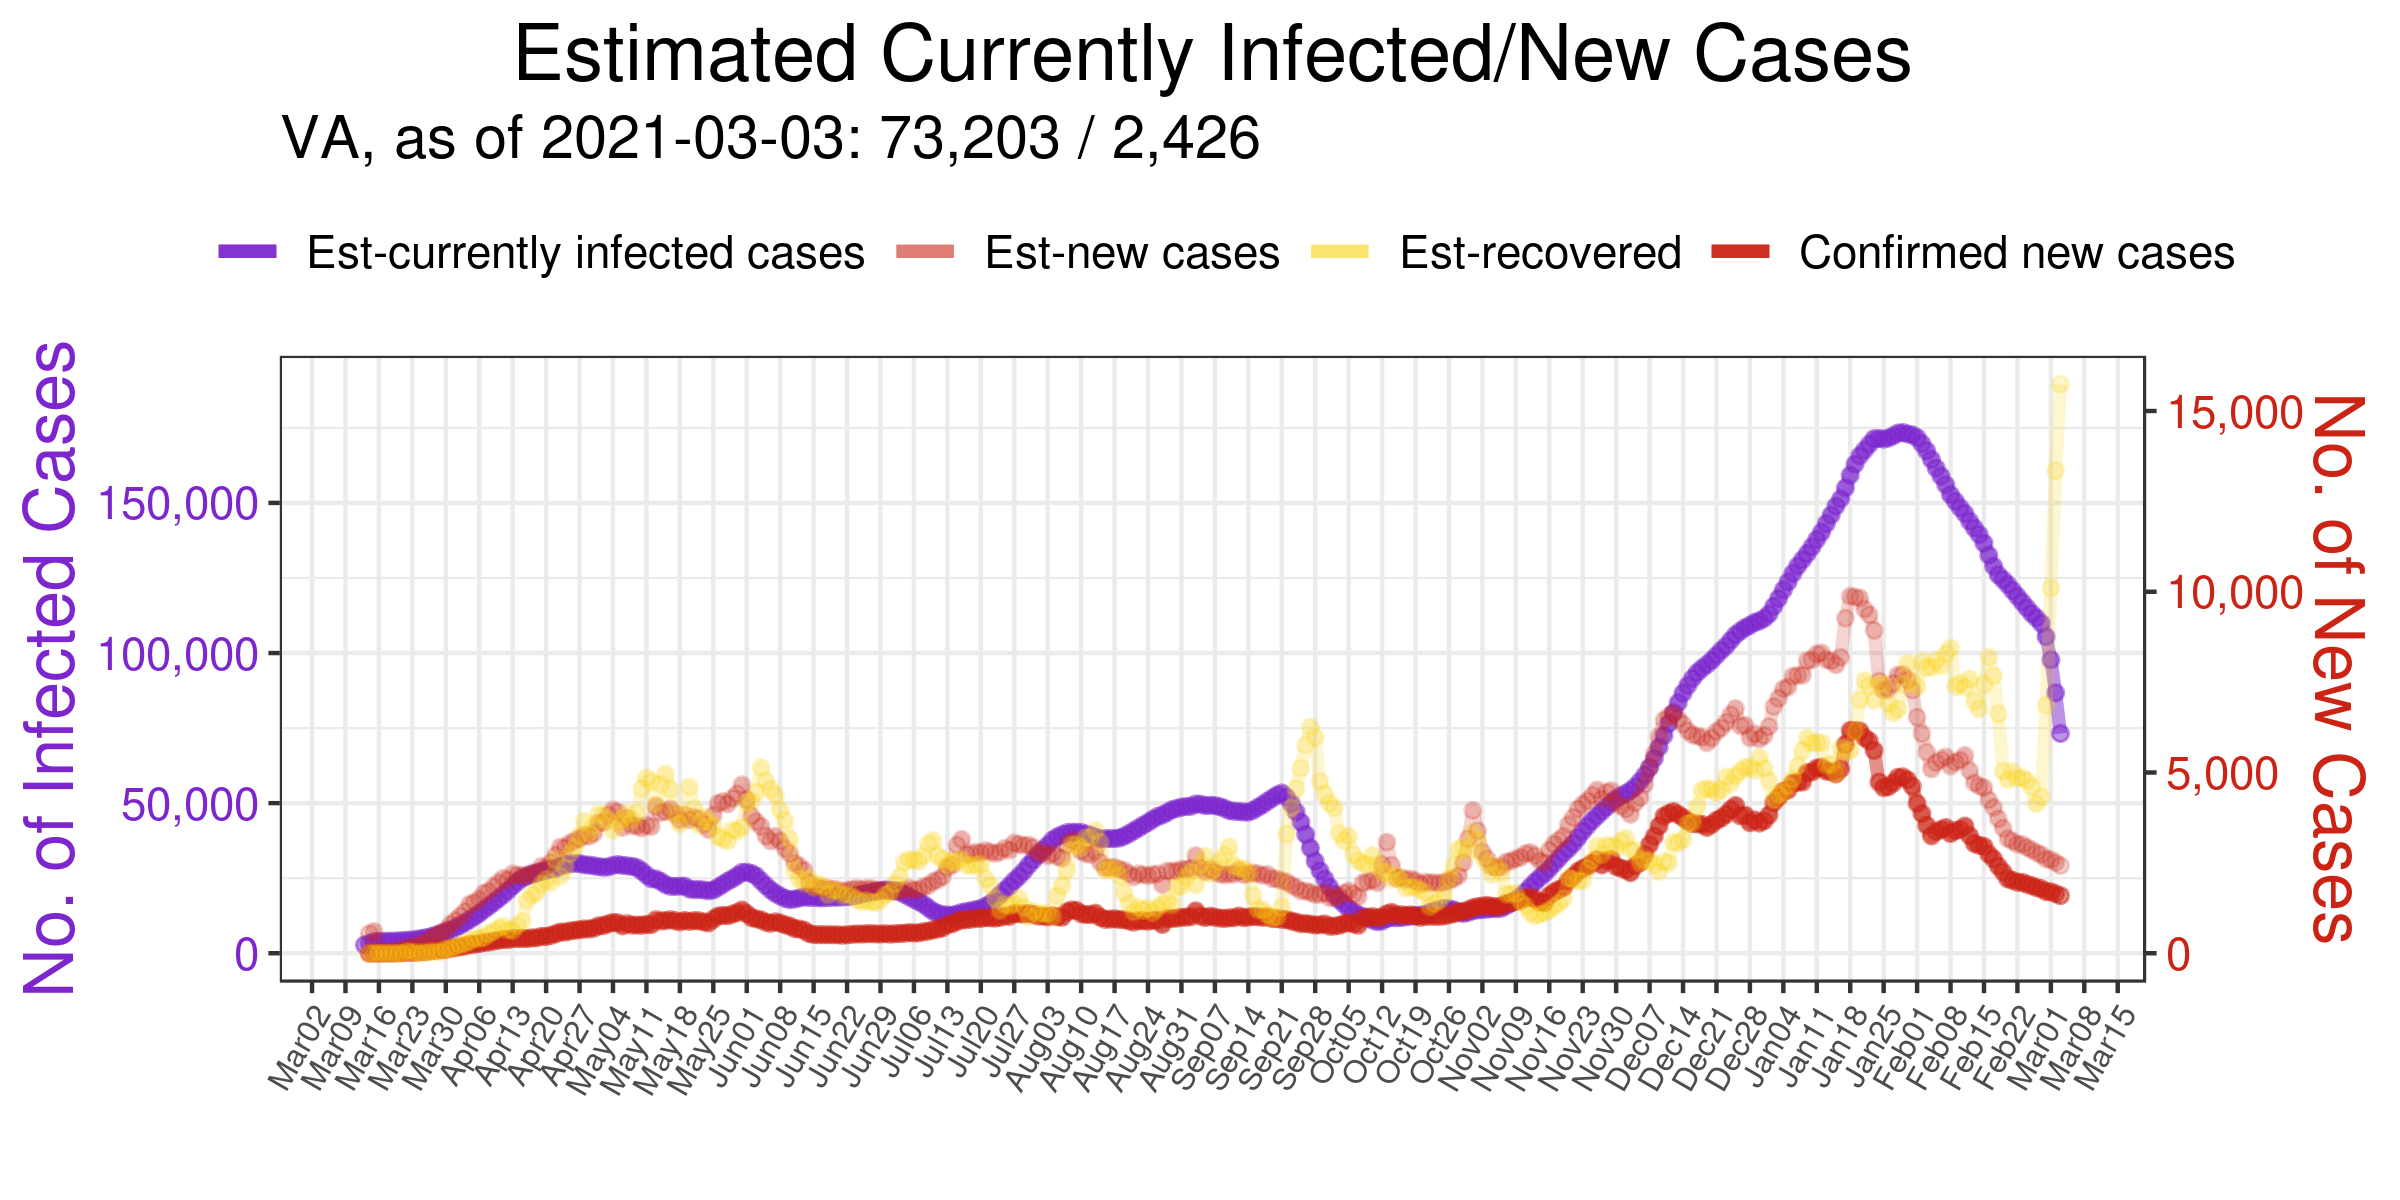 Estimated Currently Infected/New Cases
VA, as of 2021-03-03: 73,203 / 2,426
Est-currently infected cases Est-new cases Est-recovered Confirmed new cases
No. of Infected Cases
150,000
100,000
50,000
0
15,000
10,000
5,000
0
No. of New Cases
Mar02
Mar09
Mar16
Mar23
Mar30
Apr06
Apr13
Apr20
Apr27
May04
May11
May18
May25
Jun01
Jun08
Jun15
Jun22
Jun29
Jul06
Jul13
Jul20
Jul27
Aug03
Aug10
Aug17
Aug24
Aug31
Sep07
Sep14
Sep21
Sep28
Oct05
Oct12
Oct19
Oct26
Nov02
Nov09
Nov16
Nov23
Nov30
Dec07
Dec14
Dec21
Dec28
Jan04
Jan11
Jan18
Jan25
Feb01
Feb08
Feb15
Feb22
Mar01
Mar08
Mar15